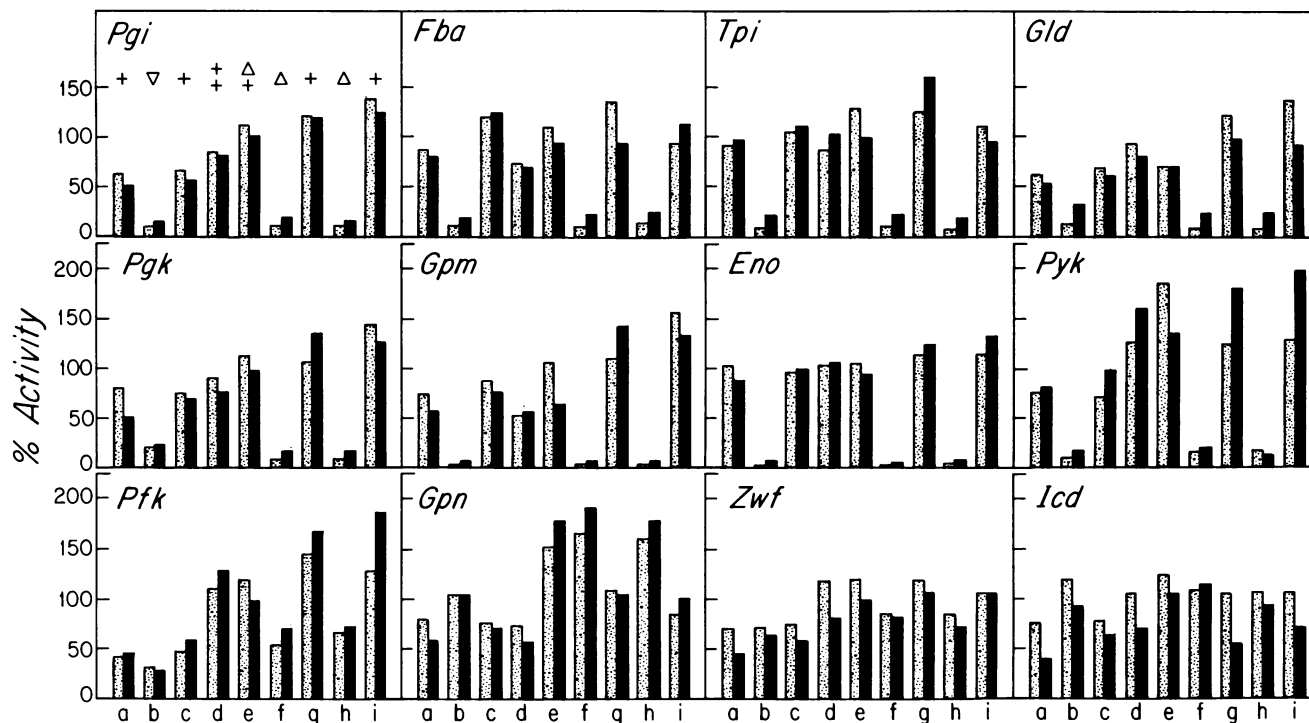 Pgi Fba Tpi Gld
+ ▽ + + △ △ + △ +
+ +
150
100
50
0
Pgk Gpm Eno Pyk
200
150
100
50
0
% Activity
Pfk Gpn Zwf Icd
200
150
100
50
0
a b c d e f g h i a b c d e f g h i a b c d e f g h i a b c d e f g h i